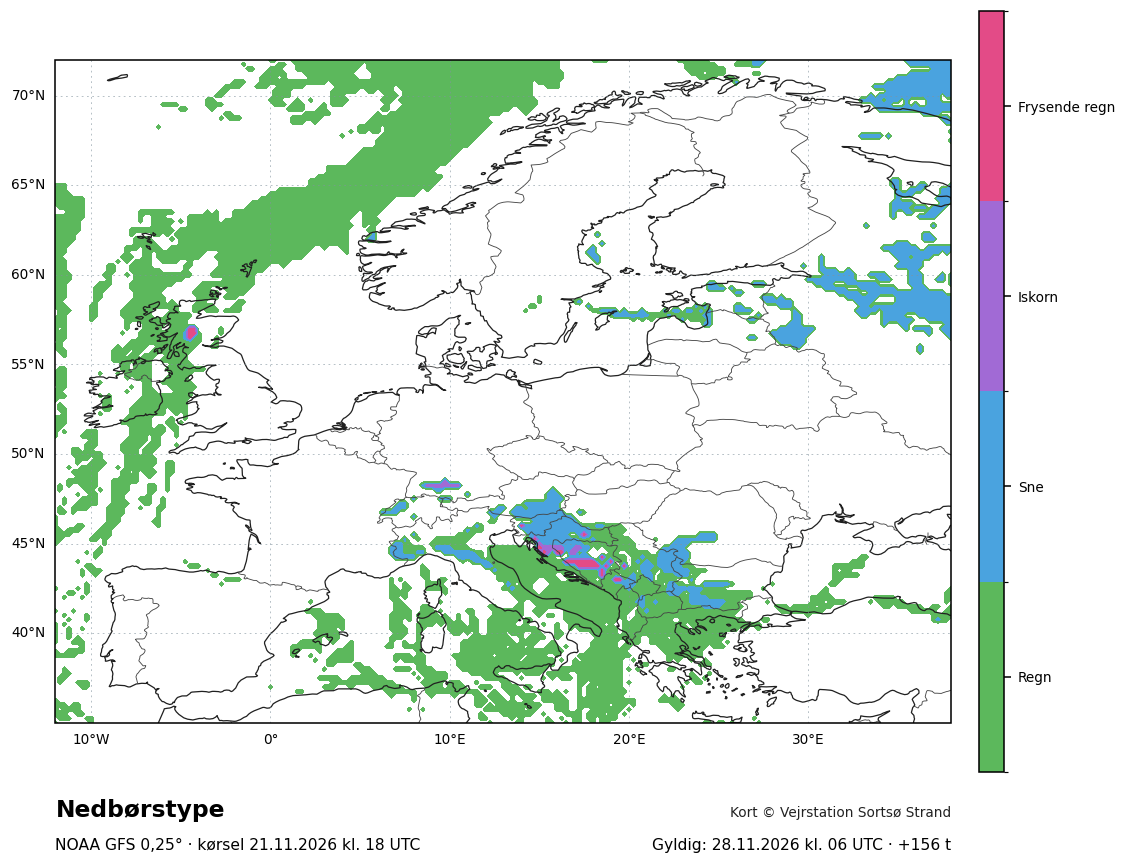 Frysende regn
Iskorn
Sne
Regn
70°N
65°N
60°N
55°N
50°N
45°N
40°N
10°W
0°
10°E
20°E
30°E
Nedbørstype
Kort © Vejrstation Sortsø Strand
NOAA GFS 0,25° · kørsel 21.11.2026 kl. 18 UTC
Gyldig: 28.11.2026 kl. 06 UTC · +156 t